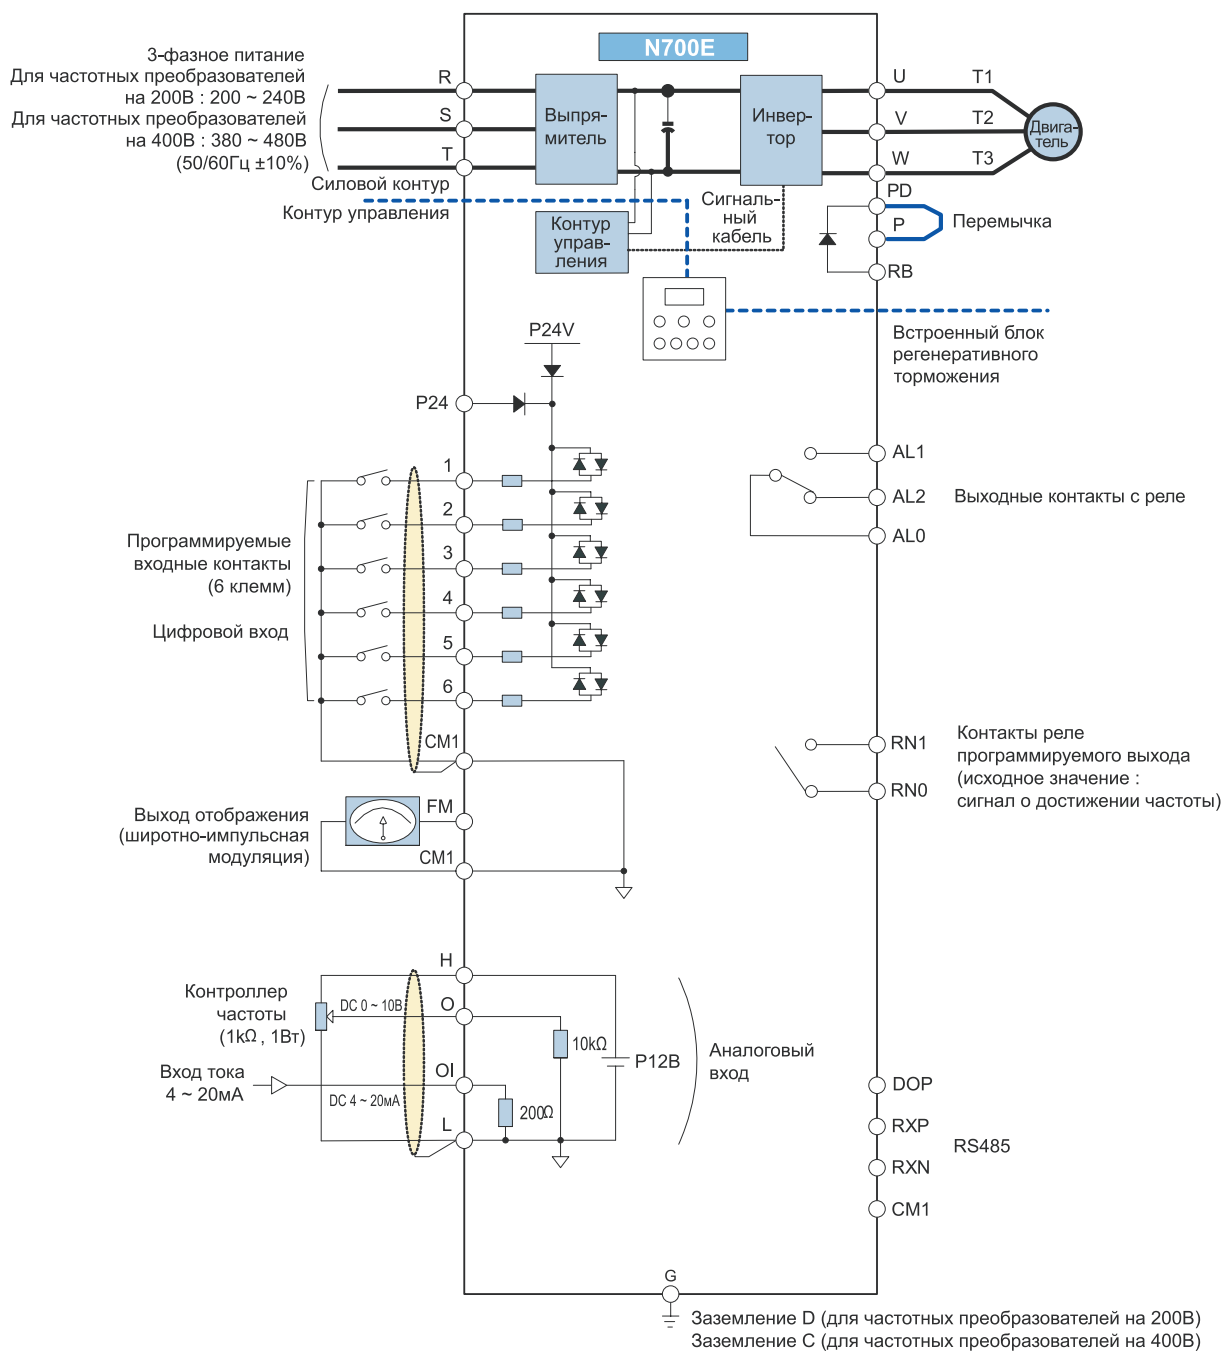 N700E
3-фазное питание
Для частотных преобразователей
на 200В : 200 ~ 240В
Для частотных преобразователей
на 400В : 380 ~ 480В
(50/60Гц ±10%)
R
S
T
Выпря-
митель
Инвер-
тор
U
V
W
T1
T2
T3
Двига-
тель
Силовой контур
Контур управления
Контур
управ-
ления
Сигналь-
ный
кабель
PD
P
RB
Перемычка
Встроенный блок
регенеративного
торможения
P24V
P24
1
2
3
4
5
6
CM1
Программируемые
входные контакты
(6 клемм)
Цифровой вход
AL1
AL2
AL0
Выходные контакты с реле
RN1
RN0
Контакты реле
программируемого выхода
(исходное значение :
сигнал о достижении частоты)
Выход отображения
(широтно-импульсная
модуляция)
FM
CM1
H
O
OI
L
Контроллер
частоты
(1kΩ , 1Вт)
DC 0 ~ 10В
Вход тока
4 ~ 20мА
DC 4 ~ 20мА
10kΩ
200Ω
P12В
Аналоговый
вход
DOP
RXP
RXN
CM1
RS485
G
Заземление D (для частотных преобразователей на 200В)
Заземление C (для частотных преобразователей на 400В)